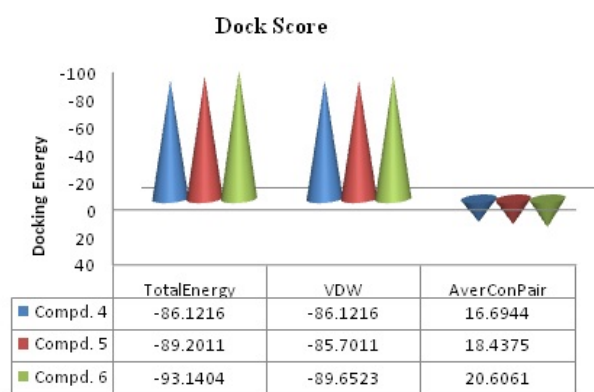 Dock Score
Docking Energy
-100
-80
-60
-40
-20
0
20
40
TotalEnergy VDW AverConPair
Compd. 4 -86.1216 -86.1216 16.6944
Compd. 5 -89.2011 -85.7011 18.4375
Compd. 6 -93.1404 -89.6523 20.6061